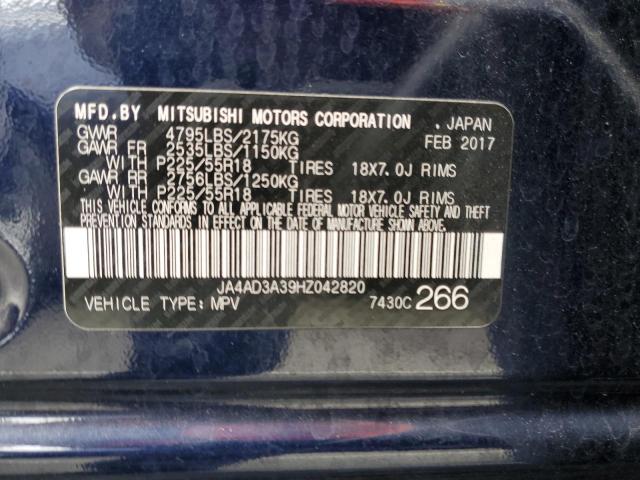 MFD.BY MITSUBISHI MOTORS CORPORATION, JAPAN
GVWR 4795LBS/2175KG FEB 2017
GAWR FR 2535LBS/1150KG
WITH P225/55R18 TIRES 18X7.0J RIMS
GAWR RR 2756LBS/1250KG
WITH P225/55R18 TIRES 18X7.0J RIMS
THIS VEHICLE CONFORMS TO ALL APPLICABLE FEDERAL MOTOR VEHICLE SAFETY AND THEFT
PREVENTION STANDARDS IN EFFECT ON THE DATE OF MANUFACTURE SHOWN ABOVE.
JA4AD3A39HZ042820
VEHICLE TYPE: MPV 7430C 266